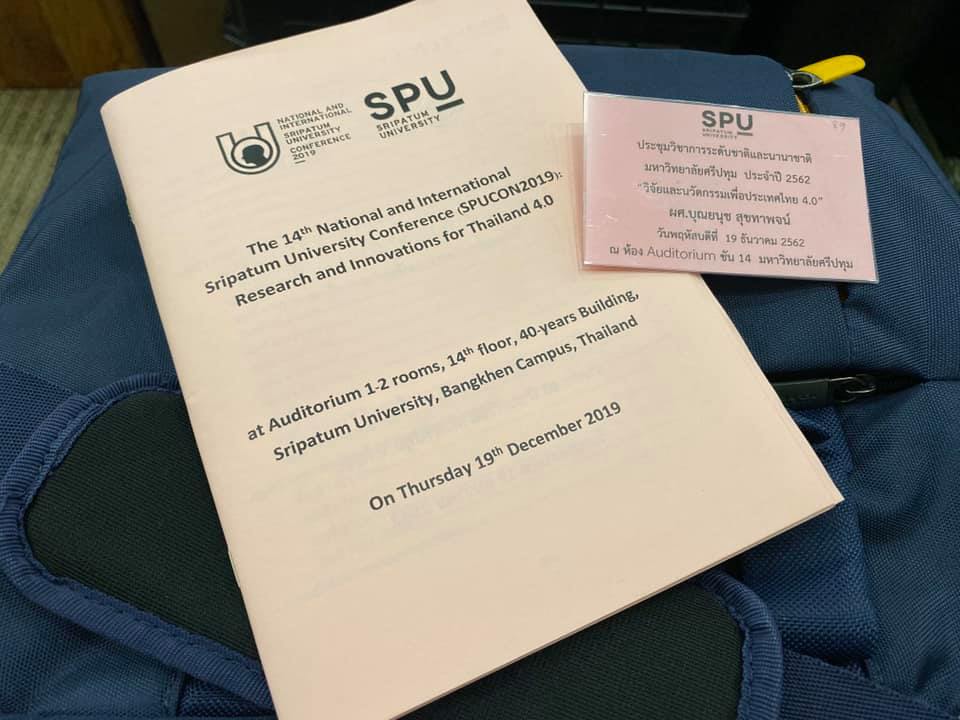 NATIONAL AND
INTERNATIONAL
SRIPATUM
UNIVERSITY
CONFERENCE
2019
SPU
SRIPATUM
UNIVERSITY
The 14th National and International
Sripatum University Conference (SPUCON2019):
Research and Innovations for Thailand 4.0
at Auditorium 1-2 rooms, 14th floor, 40-years Building,
Sripatum University, Bangkhen Campus, Thailand
On Thursday 19th December 2019
SPU
SRIPATUM
UNIVERSITY
89
ประชุมวิชาการระดับชาติและนานาชาติ
มหาวิทยาลัยศรีปทุม ประจำปี 2562
"วิจัยและนวัตกรรมเพื่อประเทศไทย 4.0"
ผศ.บุณยนุช สุขทาพจน์
วันพฤหัสบดีที่ 19 ธันวาคม 2562
ณ ห้อง Auditorium ชั้น 14 มหาวิทยาลัยศรีปทุม